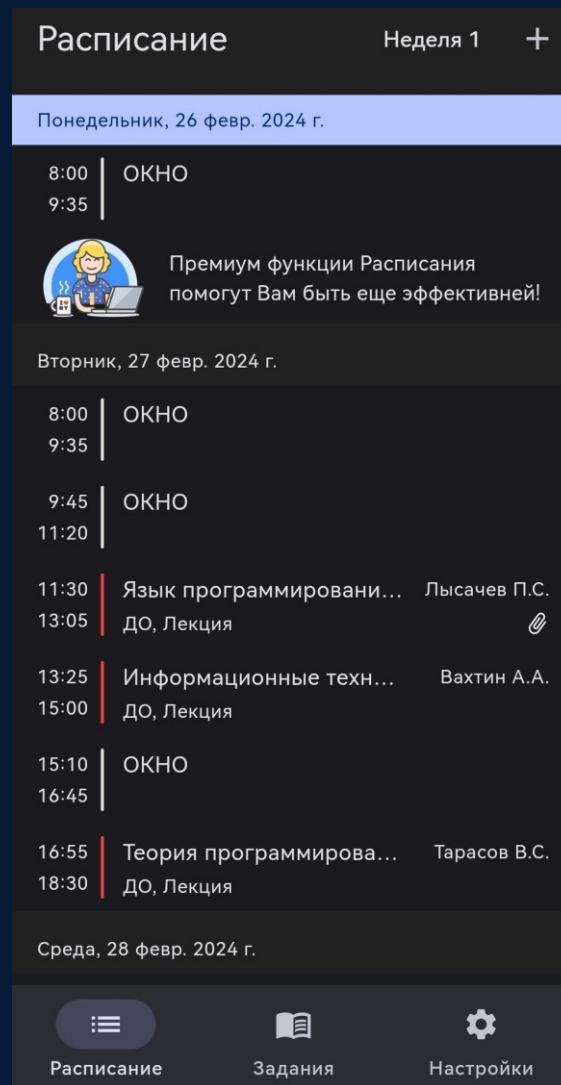 Расписание Неделя 1 +
Понедельник, 26 февр. 2024 г.
8:00 ОКНО
9:35
Премиум функции Расписания
помогут Вам быть еще эффективней!
I ♥
NY
Вторник, 27 февр. 2024 г.
8:00 ОКНО
9:35
9:45 ОКНО
11:20
11:30 Язык программировани... Лысачев П.С.
13:05 ДО, Лекция
13:25 Информационные техн... Вахтин А.А.
15:00 ДО, Лекция
15:10 ОКНО
16:45
16:55 Теория программирова... Тарасов В.С.
18:30 ДО, Лекция
Среда, 28 февр. 2024 г.
Расписание Задания Настройки